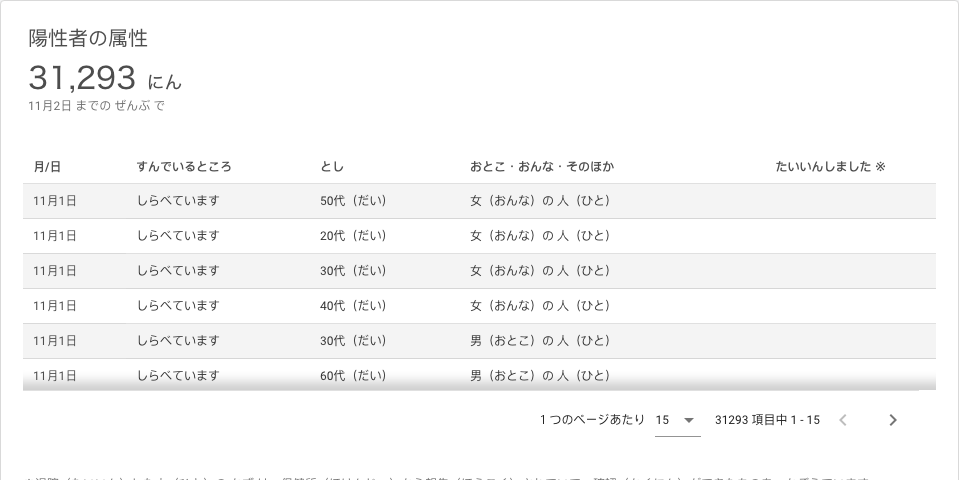 陽性者の属性
31,293 にん
11月2日 までの ぜんぶ で
月/日 すんでいるところ とし おとこ・おんな・そのほか たいいんしました ※
11月1日 しらべています 50代（だい） 女（おんな）の 人（ひと）
11月1日 しらべています 20代（だい） 女（おんな）の 人（ひと）
11月1日 しらべています 30代（だい） 女（おんな）の 人（ひと）
11月1日 しらべています 40代（だい） 女（おんな）の 人（ひと）
11月1日 しらべています 30代（だい） 男（おとこ）の 人（ひと）
11月1日 しらべています 60代（だい） 男（おとこ）の 人（ひと）
1 つのページあたり 15 31293 項目中 1 - 15